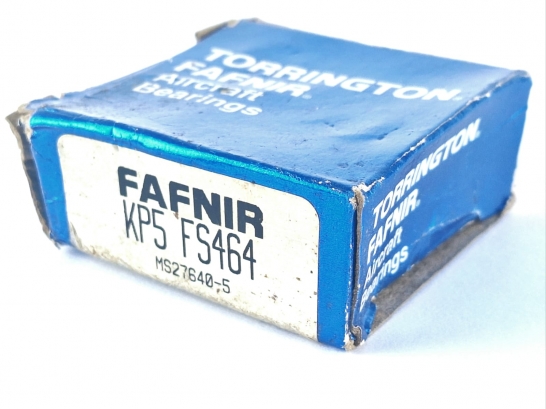 TORRINGTON®
FAFNIR®
Aircraft
Bearings
FAFNIR
KP5 FS464
MS27640-5
TORRINGTON®
FAFNIR®
Aircraft
Bearings